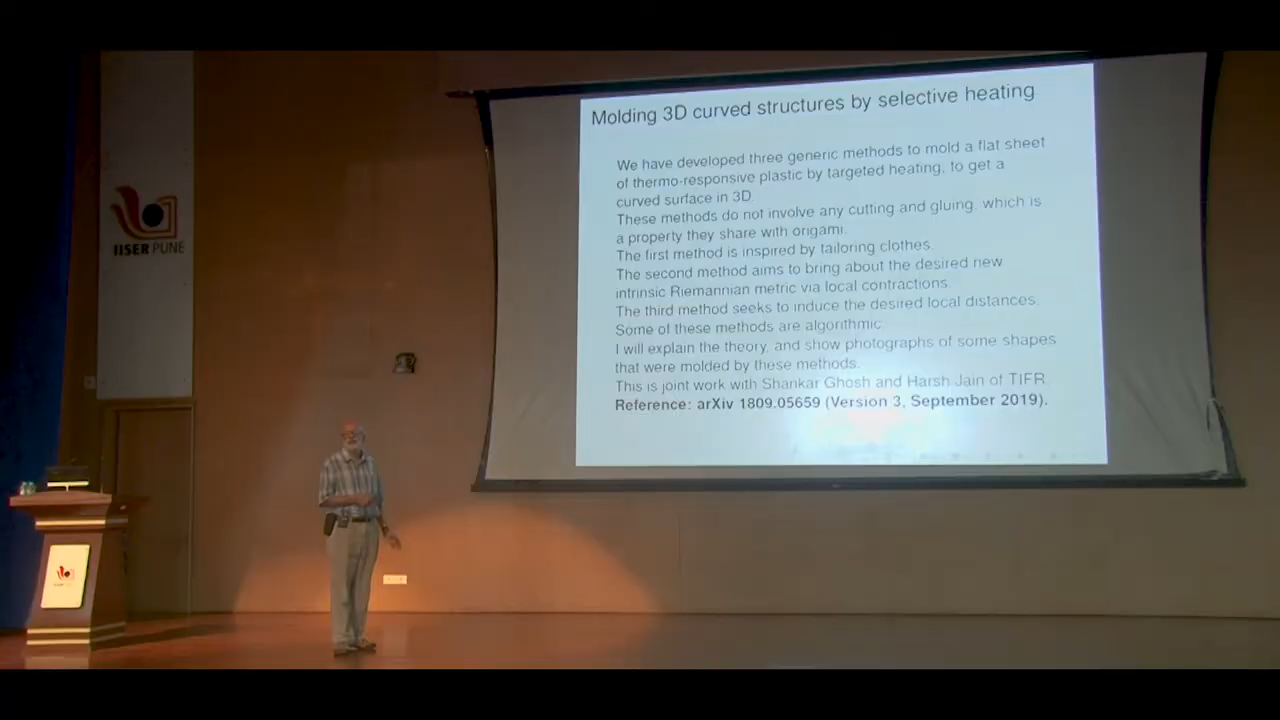 IISER PUNE
Molding 3D curved structures by selective heating
We have developed three generic methods to mold a flat sheet
of thermo-responsive plastic by targeted heating, to get a
curved surface in 3D.
These methods do not involve any cutting and gluing, which is
a property they share with origami.
The first method is inspired by tailoring clothes.
The second method aims to bring about the desired new
intrinsic Riemannian metric via local contractions.
The third method seeks to induce the desired local distances.
Some of these methods are algorithmic.
I will explain the theory, and show photographs of some shapes
that were molded by these methods.
This is joint work with Shankar Ghosh and Harsh Jain of TIFR.
Reference: arXiv 1809.05659 (Version 3, September 2019).